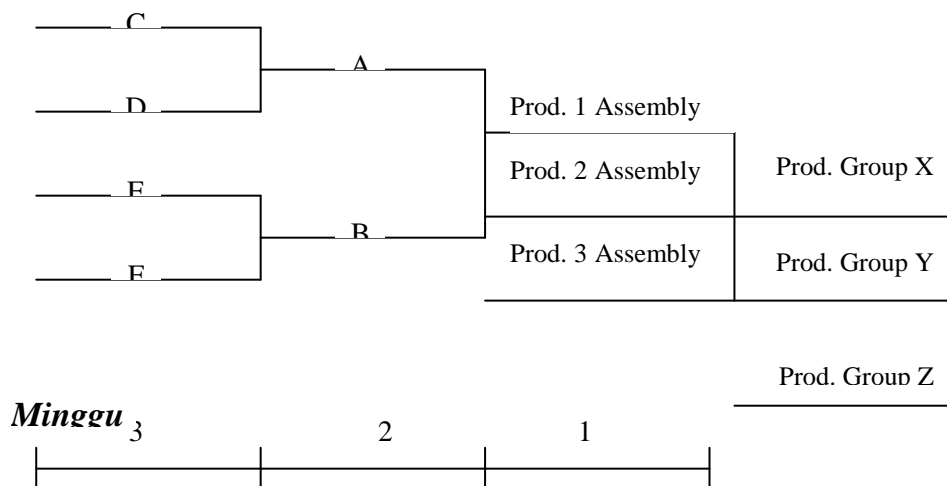 C
A
D
Prod. 1 Assembly
Prod. 2 Assembly
Prod. Group X
B
Prod. 3 Assembly
Prod. Group Y
Prod. Group Z
Minggu
3 2 1